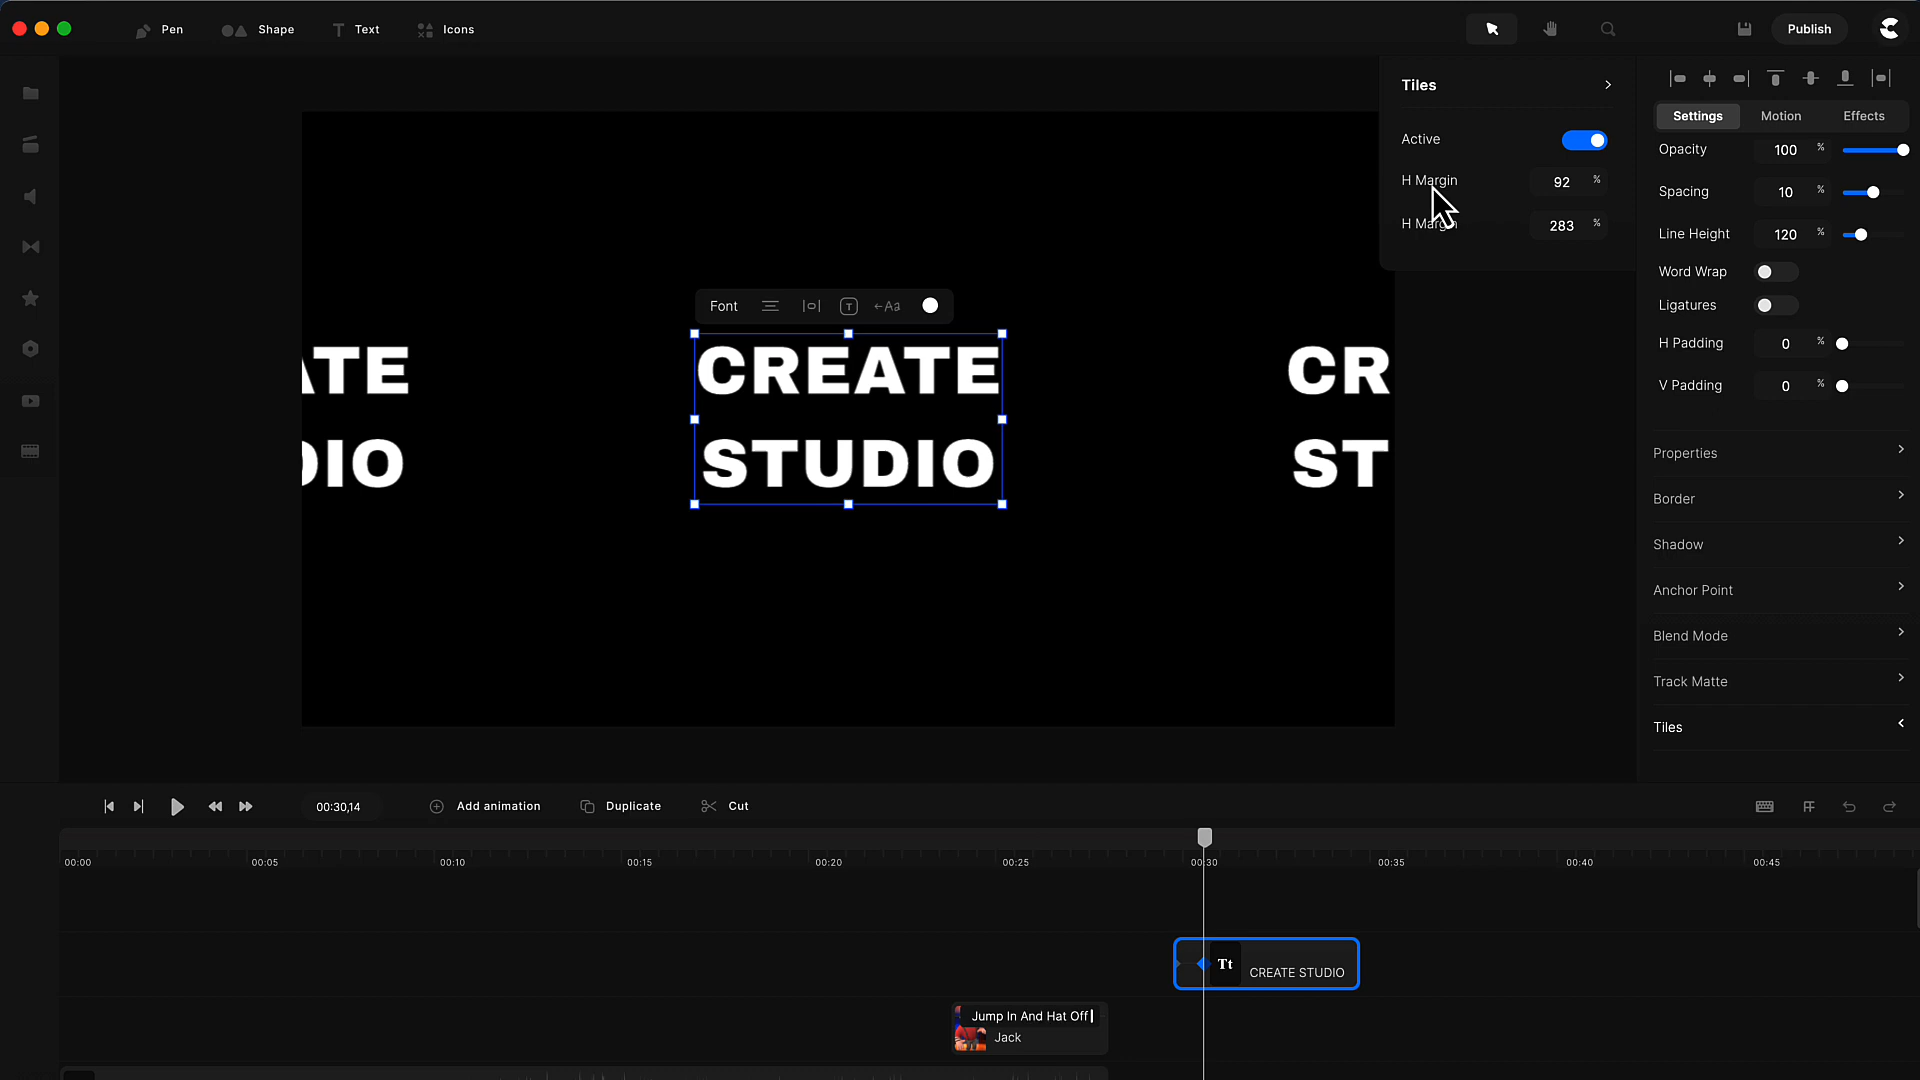 Pen
Shape
Text
Icons
Publish
Tiles
Active
H Margin
92 %
H Margin
283 %
Settings
Motion
Effects
Opacity
100 %
Spacing
10 %
Line Height
120 %
Word Wrap
Ligatures
H Padding
0 %
V Padding
0 %
Properties
Border
Shadow
Anchor Point
Blend Mode
Track Matte
Tiles
Font
T
Aa
ATE
CREATE
CR
DIO
STUDIO
ST
00:30,14
Add animation
Duplicate
Cut
00:00
00:05
00:10
00:15
00:20
00:25
00:30
00:35
00:40
00:45
Tt
CREATE STUDIO
Jump In And Hat Off
Jack